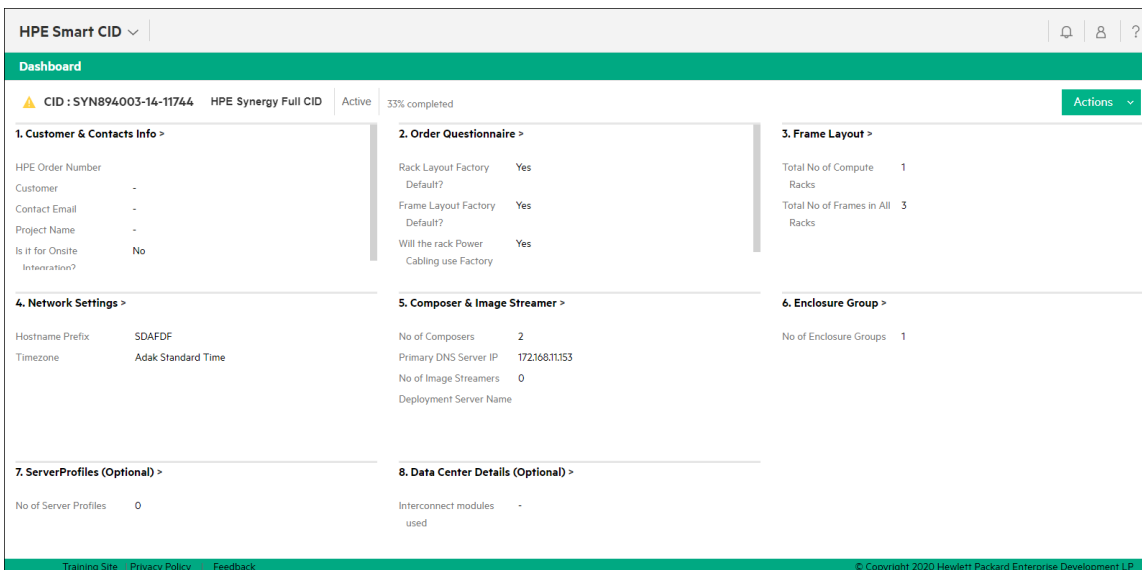 HPE Smart CID
?
Dashboard
CID : SYN894003-14-11744 HPE Synergy Full CID Active 33% completed Actions
1. Customer & Contacts Info >
HPE Order Number
Customer -
Contact Email -
Project Name -
Is it for Onsite No
Integration?
2. Order Questionnaire >
Rack Layout Factory Yes
Default?
Frame Layout Factory Yes
Default?
Will the rack Power Yes
Cabling use Factory
3. Frame Layout >
Total No of Compute 1
Racks
Total No of Frames in All 3
Racks
4. Network Settings >
Hostname Prefix SDAFDF
Timezone Adak Standard Time
5. Composer & Image Streamer >
No of Composers 2
Primary DNS Server IP 172.168.11.153
No of Image Streamers 0
Deployment Server Name
6. Enclosure Group >
No of Enclosure Groups 1
7. ServerProfiles (Optional) >
No of Server Profiles 0
8. Data Center Details (Optional) >
Interconnect modules -
used
Training Site | Privacy Policy | Feedback © Copyright 2020 Hewlett Packard Enterprise Development LP